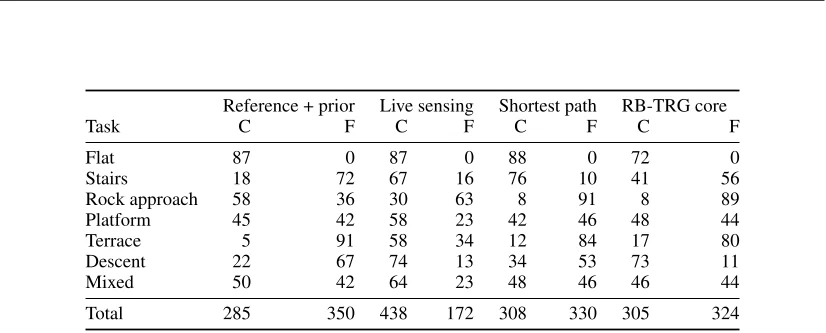 Reference + prior Live sensing Shortest path RB-TRG core
Task C F C F C F C F
Flat 87 0 87 0 88 0 72 0
Stairs 18 72 67 16 76 10 41 56
Rock approach 58 36 30 63 8 91 8 89
Platform 45 42 58 23 42 46 48 44
Terrace 5 91 58 34 12 84 17 80
Descent 22 67 74 13 34 53 73 11
Mixed 50 42 64 23 48 46 46 44
Total 285 350 438 172 308 330 305 324